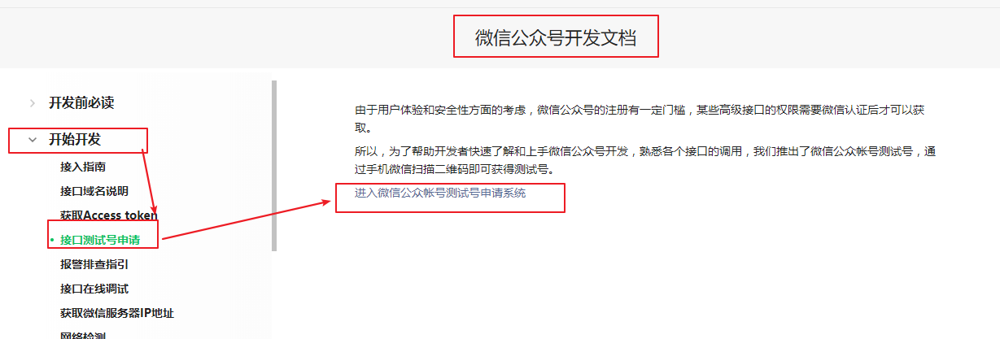 微信公众号开发文档
开发前必读
开始开发
接入指南
接口域名说明
获取Access token
接口测试号申请
报警排查指引
接口在线调试
获取微信服务器IP地址
网络检测
由于用户体验和安全性方面的考虑，微信公众号的注册有一定门槛，某些高级接口的权限需要微信认证后才可以获
取。
所以，为了帮助开发者快速了解和上手微信公众号开发，熟悉各个接口的调用，我们推出了微信公众帐号测试号，通
过手机微信扫描二维码即可获得测试号。
进入微信公众帐号测试号申请系统